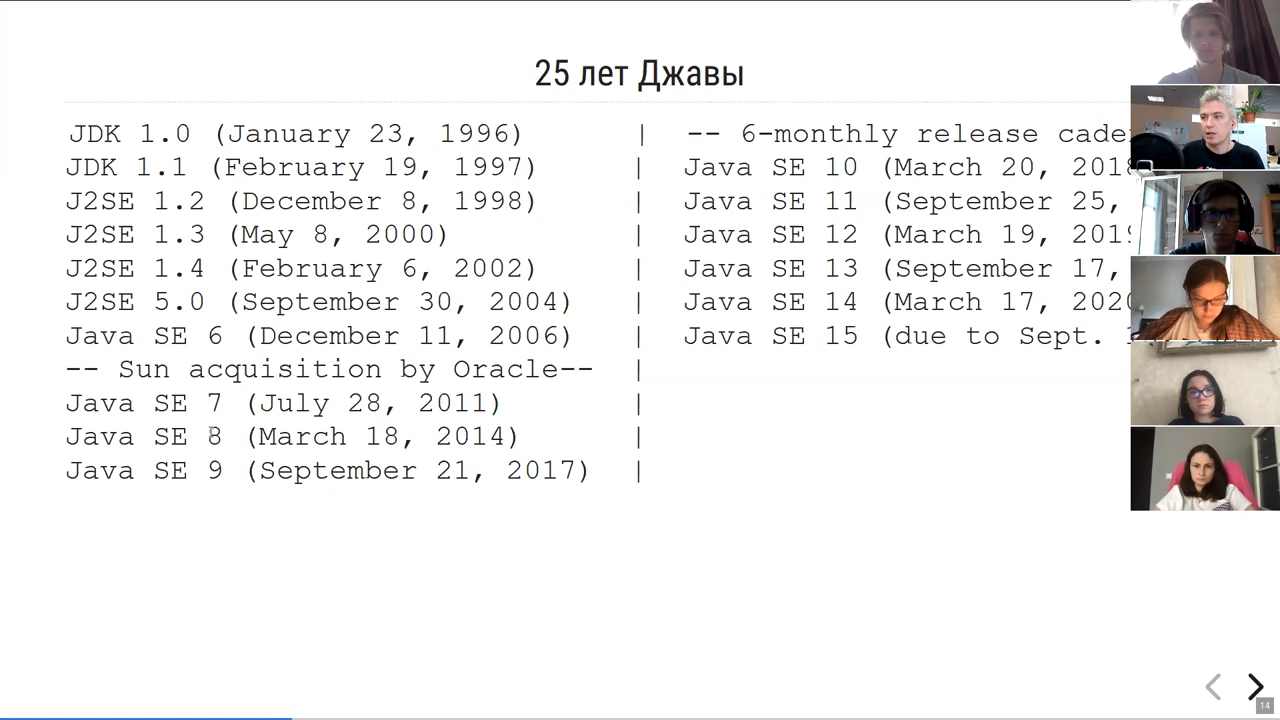 25 лет Джавы
JDK 1.0 (January 23, 1996) |
JDK 1.1 (February 19, 1997) |
J2SE 1.2 (December 8, 1998) |
J2SE 1.3 (May 8, 2000) |
J2SE 1.4 (February 6, 2002) |
J2SE 5.0 (September 30, 2004) |
Java SE 6 (December 11, 2006) |
-- Sun acquisition by Oracle-- |
Java SE 7 (July 28, 2011) |
Java SE 8 (March 18, 2014) |
Java SE 9 (September 21, 2017) |
-- 6-monthly release
Java SE 10 (March 20,
Java SE 11 (September 25,
Java SE 12 (March 19,
Java SE 13 (September 17,
Java SE 14 (March 17, 2020
Java SE 15 (due to Sept.
14